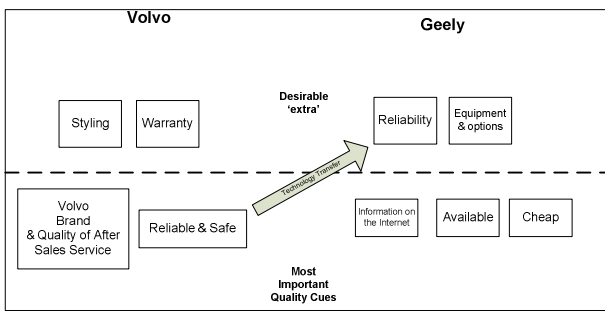 Volvo
Geely
Desirable
‘extra’
Styling
Warranty
Reliability
Equipment
& options
Technology Transfer
Volvo
Brand
& Quality of After
Sales Service
Reliable & Safe
Information on
the Internet
Available
Cheap
Most
Important
Quality Cues